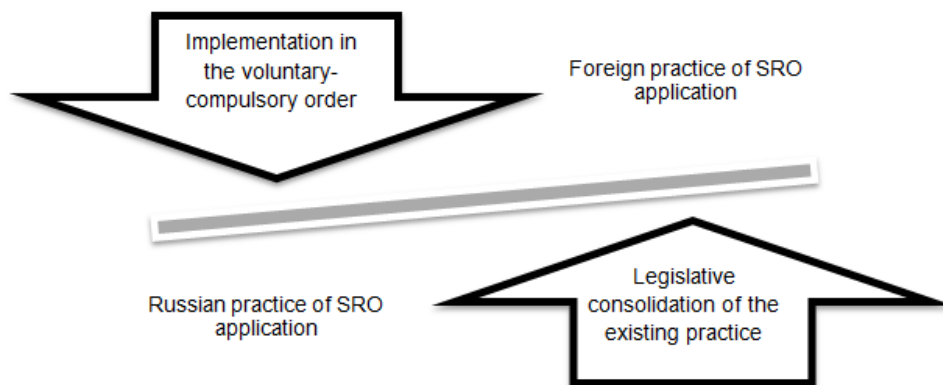 Implementation in
the voluntary-
compulsory order
Foreign practice of SRO
application
Russian practice of SRO
application
Legislative
consolidation of the
existing practice